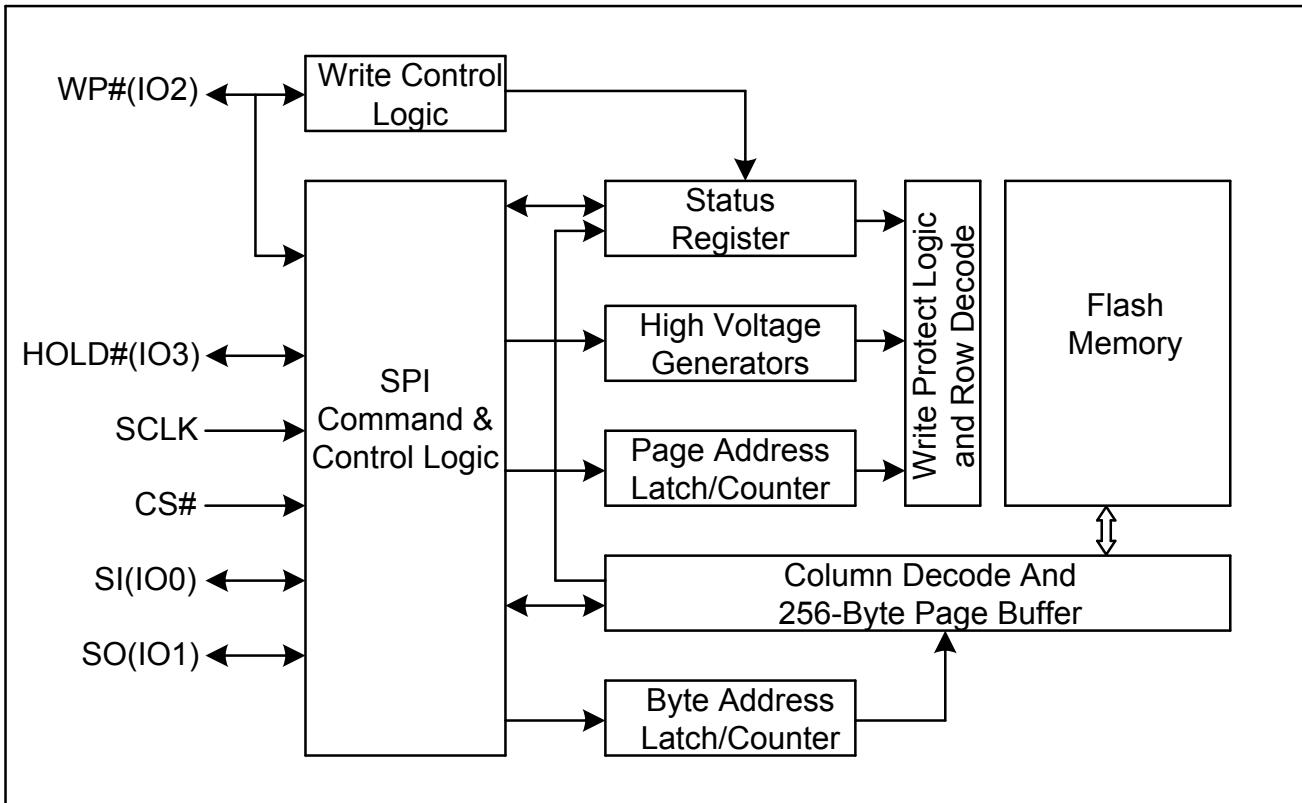 WP#(IO2)
Write Control
Logic
Status
Register
Write Protect Logic
and Row Decode
Flash
Memory
High Voltage
Generators
HOLD#(IO3)
SPI
Command &
Control Logic
SCLK
Page Address
Latch/Counter
CS#
SI(IO0)
Column Decode And
256-Byte Page Buffer
SO(IO1)
Byte Address
Latch/Counter